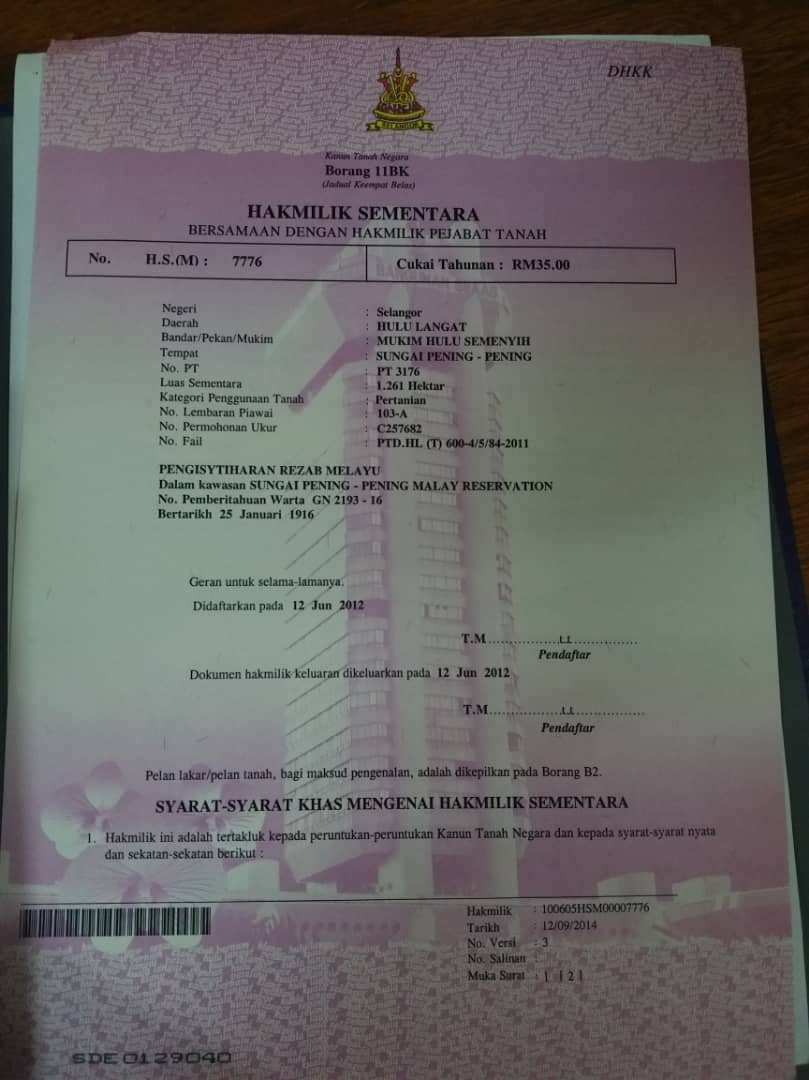 DHKK
SELANGOR
Kanun Tanah Negara
Borang 11BK
(Jadual Keempat Belas)
HAKMILIK SEMENTARA
BERSAMAAN DENGAN HAKMILIK PEJABAT TANAH
No. H.S.(M) : 7776 Cukai Tahunan : RM35.00
Negeri : Selangor
Daerah : HULU LANGAT
Bandar/Pekan/Mukim : MUKIM HULU SEMENYIH
Tempat : SUNGAI PENING - PENING
No. PT : PT 3176
Luas Sementara : 1.261 Hektar
Kategori Penggunaan Tanah : Pertanian
No. Lembaran Piawai : 103-A
No. Permohonan Ukur : C257682
No. Fail : PTD.HL (T) 600-4/5/84-2011
PENGISYTIHARAN REZAB MELAYU
Dalam kawasan SUNGAI PENING - PENING MALAY RESERVATION
No. Pemberitahuan Warta GN 2193 - 16
Bertarikh 25 Januari 1916
Geran untuk selama-lamanya.
Didaftarkan pada 12 Jun 2012
T.M....................t.t....................
Pendaftar
Dokumen hakmilik keluaran dikeluarkan pada 12 Jun 2012
T.M....................t.t....................
Pendaftar
Pelan lakar/pelan tanah, bagi maksud pengenalan, adalah dikepilkan pada Borang B2.
SYARAT-SYARAT KHAS MENGENAI HAKMILIK SEMENTARA
1. Hakmilik ini adalah tertakluk kepada peruntukan-peruntukan Kanun Tanah Negara dan kepada syarat-syarat nyata
dan sekatan-sekatan berikut :
Hakmilik : 100605HSM00007776
Tarikh : 12/09/2014
No. Versi : 3
No. Salinan :
Muka Surat : 1 [ 2 ]
SDE 0129040